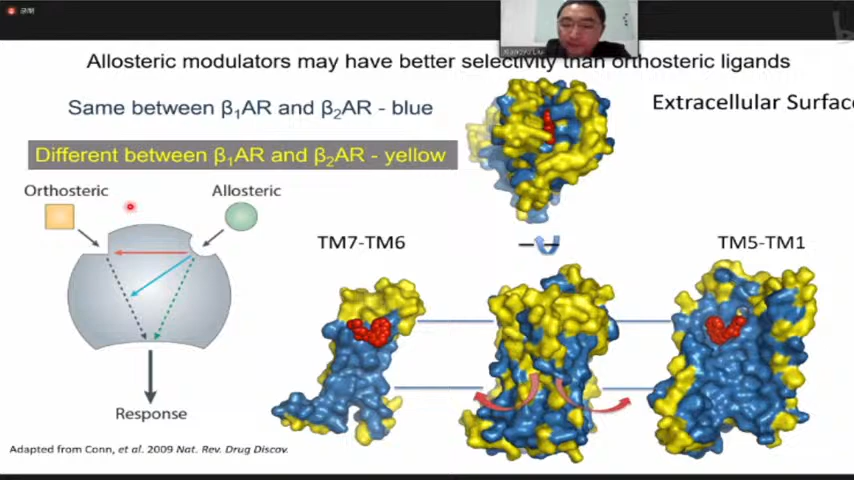 Allosteric modulators may have better selectivity than orthosteric ligands
Same between β₁AR and β₂AR - blue
Extracellular Surface
Different between β₁AR and β₂AR - yellow
Orthosteric
Allosteric
TM7-TM6
TM5-TM1
Response
Adapted from Conn, et al. 2009 Nat. Rev. Drug Discov.